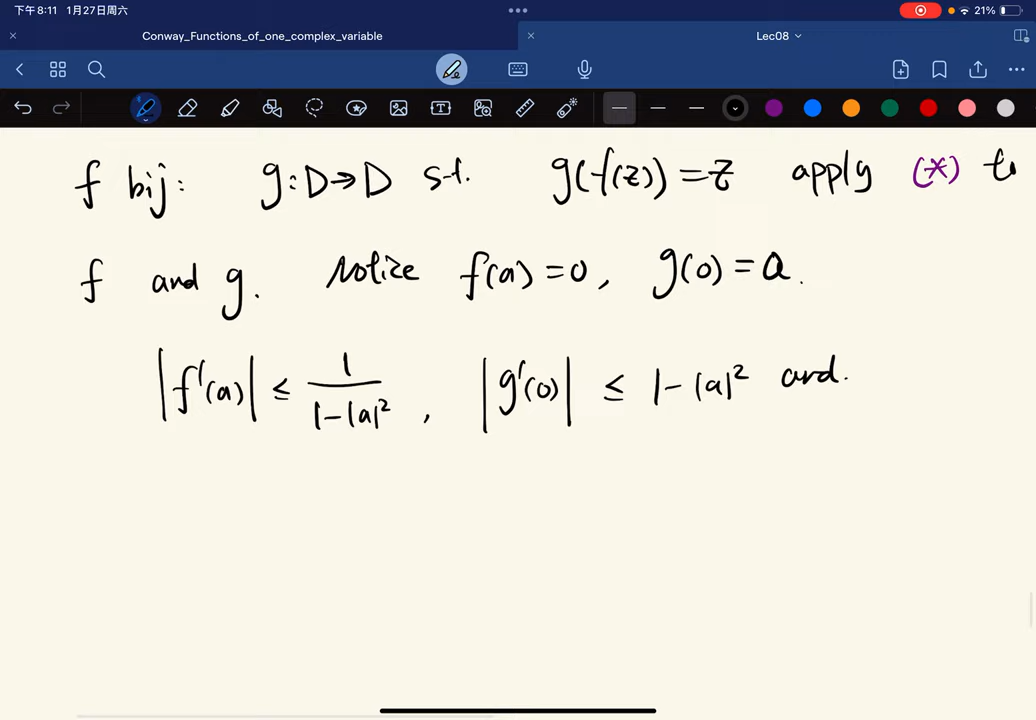 下午8:11 1月27日周六
21%
Conway_Functions_of_one_complex_variable
Lec08
f bij: g: D→D s.t. g(f(z)) = z apply (*) to
f and g. Notice f(a) = 0, g(0) = a.
|f'(a)| ≤ 1/(1-|a|²), |g'(0)| ≤ 1-|a|² and.